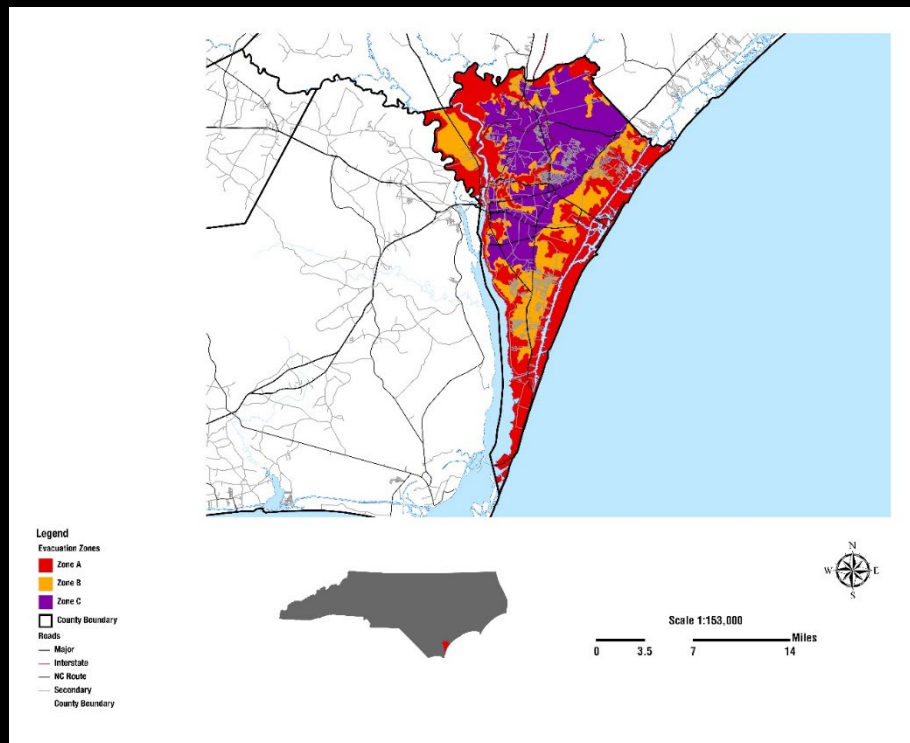 Legend
Evacuation Zones
Zone A
Zone B
Zone C
County Boundary
Roads
Major
Interstate
NC Route
Secondary
County Boundary
N
W E
S
Scale 1:153,000
Miles
0 3.5 7 14